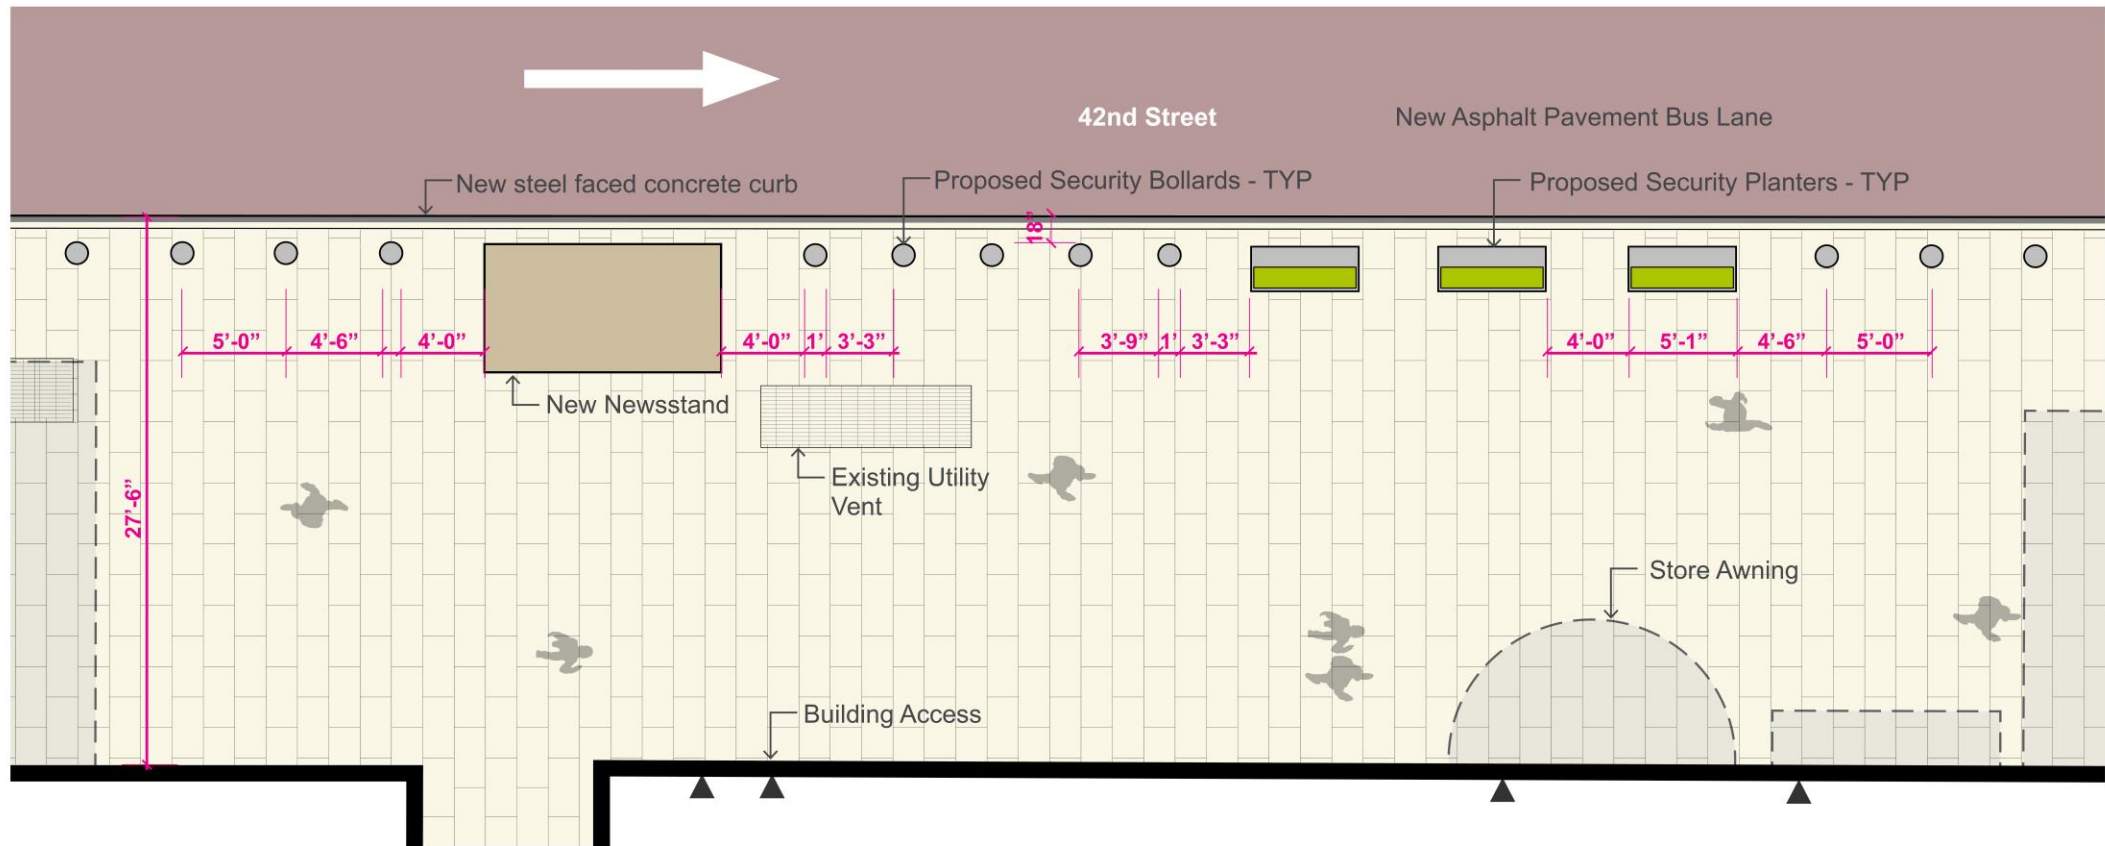 42nd Street
New Asphalt Pavement Bus Lane
New steel faced concrete curb
Proposed Security Bollards - TYP
Proposed Security Planters - TYP
18”
5’-0”
4’-6”
4’-0”
4’-0”
1’
3’-3”
3’-9”
1’
3’-3”
4’-0”
5’-1”
4’-6”
5’-0”
New Newsstand
Existing Utility
Vent
27’-6”
Store Awning
Building Access